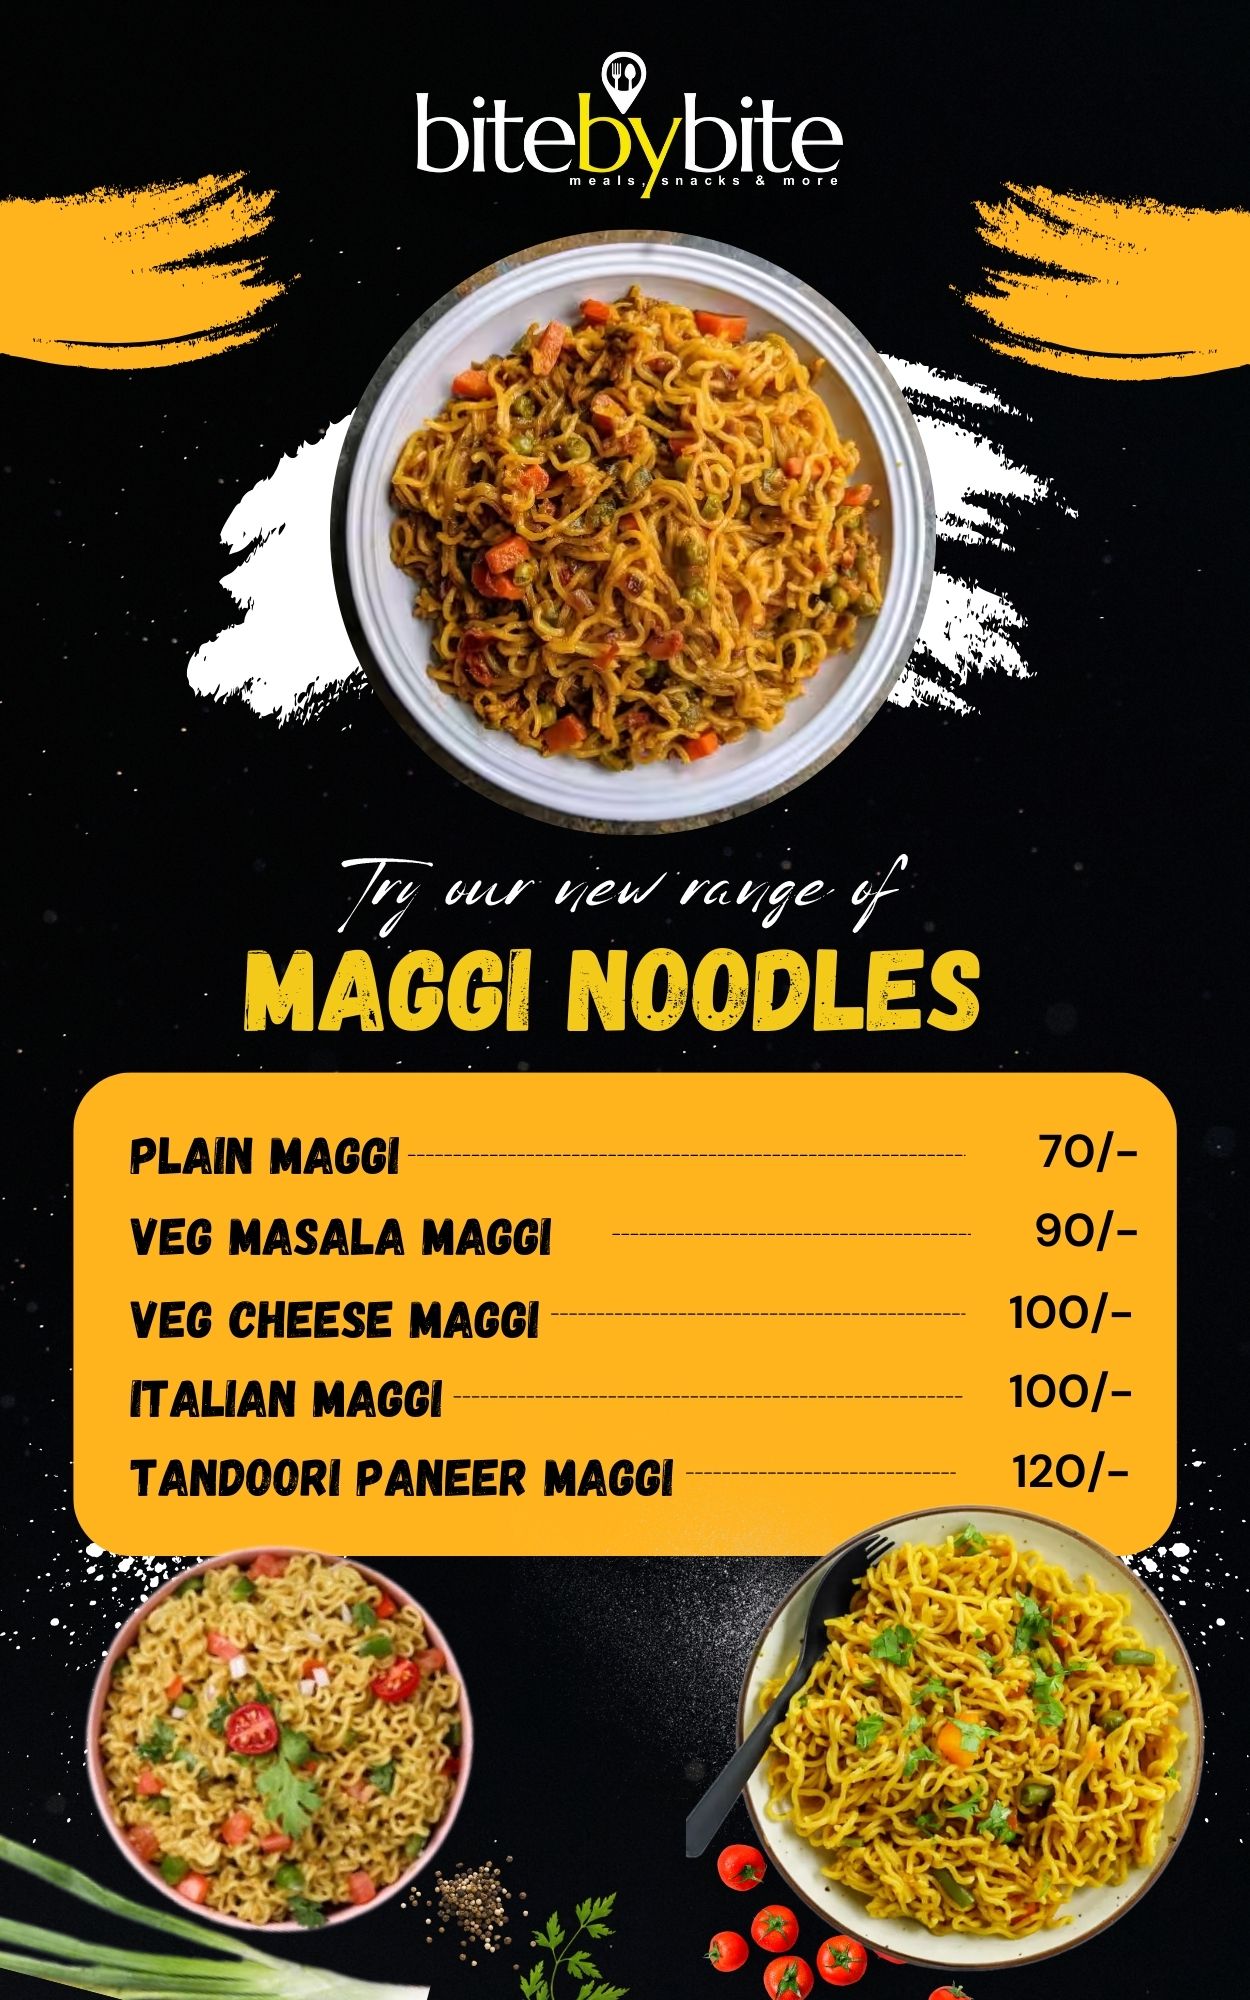 bitebybite
meals, snacks & more
Try our new range of
MAGGI NOODLES
PLAIN MAGGI 70/-
VEG MASALA MAGGI 90/-
VEG CHEESE MAGGI 100/-
ITALIAN MAGGI 100/-
TANDOORI PANEER MAGGI 120/-